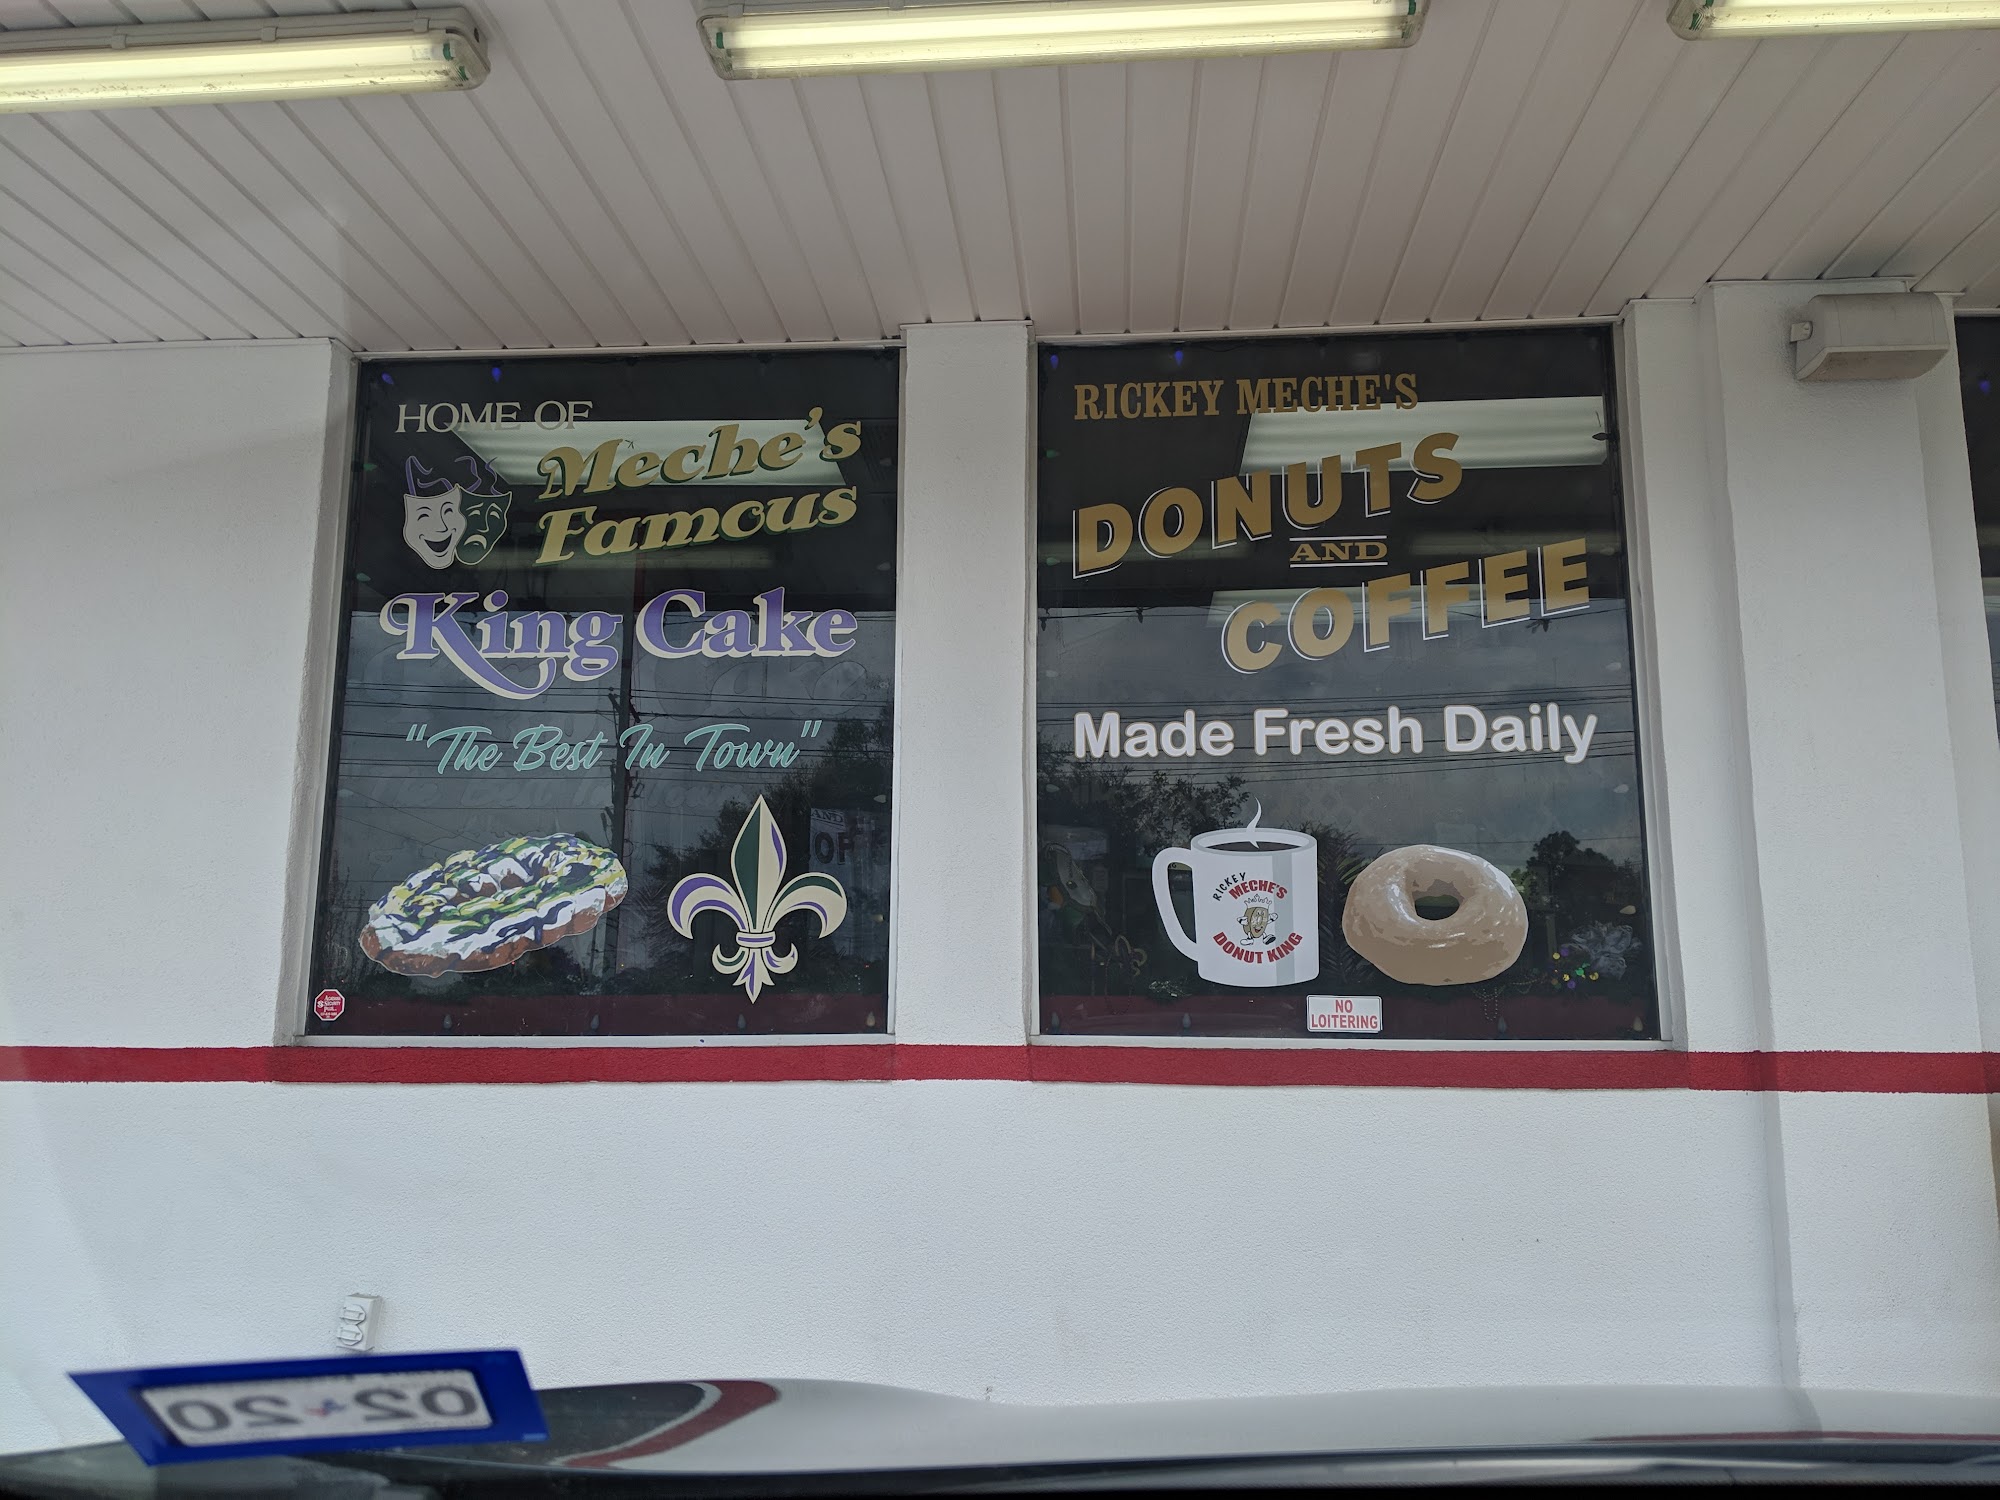 HOME OF
Meche's
Famous
King Cake
"The Best In Town"
RICKEY MECHE'S
DONUTS
AND
COFFEE
Made Fresh Daily
RICKEY
MECHE'S
DONUT KING
NO
LOITERING
02 20